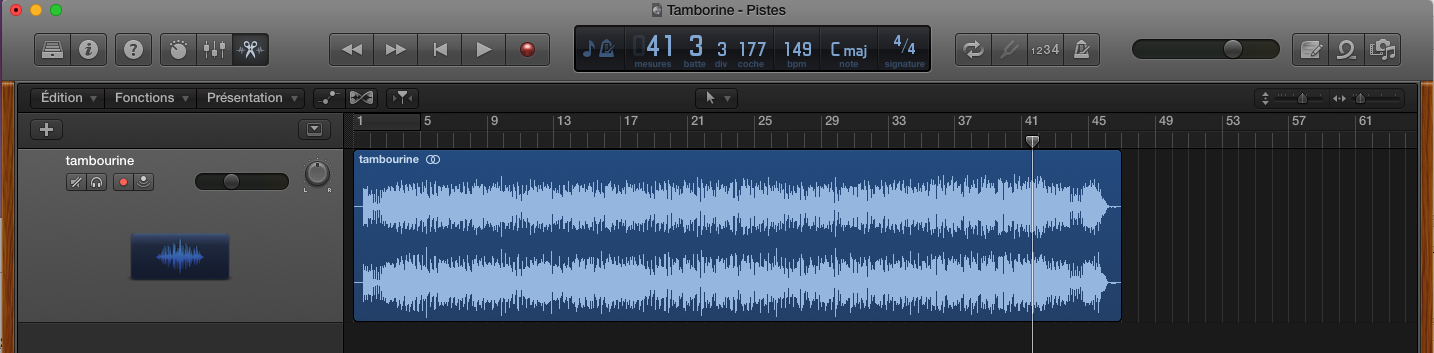 Tamborine - Pistes
1234
41 3 3 177 149 C maj 4/4
mesures batte div coche bpm note signature
Édition Fonctions Présentation
1 5 9 13 17 21 25 29 33 37 41 45 49 53 57 61
tambourine
L R
tambourine